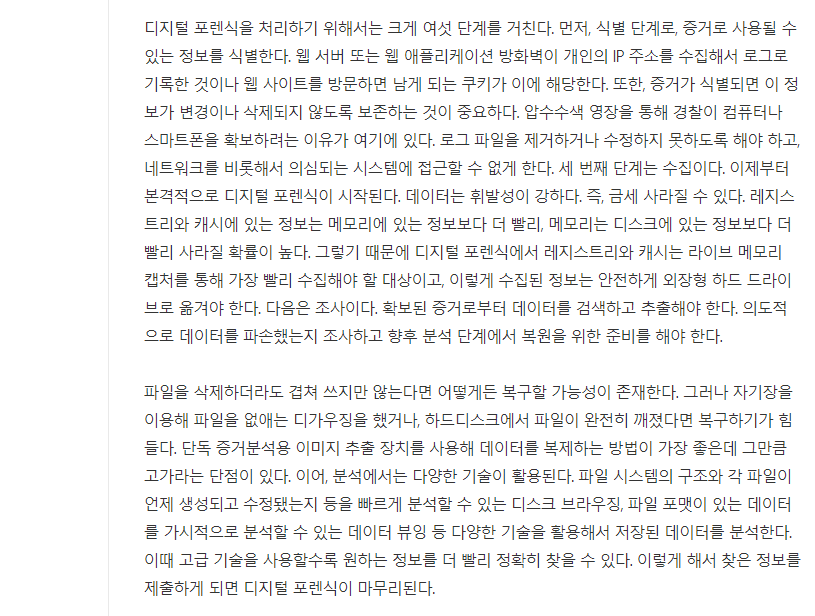 디지털 포렌식을 처리하기 위해서는 크게 여섯 단계를 거친다. 먼저, 식별 단계로, 증거로 사용될 수
있는 정보를 식별한다. 웹 서버 또는 웹 애플리케이션 방화벽이 개인의 IP 주소를 수집해서 로그로
기록한 것이나 웹 사이트를 방문하면 남게 되는 쿠키가 이에 해당한다. 또한, 증거가 식별되면 이 정
보가 변경이나 삭제되지 않도록 보존하는 것이 중요하다. 압수수색 영장을 통해 경찰이 컴퓨터나
스마트폰을 확보하려는 이유가 여기에 있다. 로그 파일을 제거하거나 수정하지 못하도록 해야 하고,
네트워크를 비롯해서 의심되는 시스템에 접근할 수 없게 한다. 세 번째 단계는 수집이다. 이제부터
본격적으로 디지털 포렌식이 시작된다. 데이터는 휘발성이 강하다. 즉, 금세 사라질 수 있다. 레지스
트리와 캐시에 있는 정보는 메모리에 있는 정보보다 더 빨리, 메모리는 디스크에 있는 정보보다 더
빨리 사라질 확률이 높다. 그렇기 때문에 디지털 포렌식에서 레지스트리와 캐시는 라이브 메모리
캡처를 통해 가장 빨리 수집해야 할 대상이고, 이렇게 수집된 정보는 안전하게 외장형 하드 드라이
브로 옮겨야 한다. 다음은 조사이다. 확보된 증거로부터 데이터를 검색하고 추출해야 한다. 의도적
으로 데이터를 파손했는지 조사하고 향후 분석 단계에서 복원을 위한 준비를 해야 한다.
파일을 삭제하더라도 겹쳐 쓰지만 않는다면 어떻게든 복구할 가능성이 존재한다. 그러나 자기장을
이용해 파일을 없애는 디가우징을 했거나, 하드디스크에서 파일이 완전히 깨졌다면 복구하기가 힘
들다. 단독 증거분석용 이미지 추출 장치를 사용해 데이터를 복제하는 방법이 가장 좋은데 그만큼
고가라는 단점이 있다. 이어, 분석에서는 다양한 기술이 활용된다. 파일 시스템의 구조와 각 파일이
언제 생성되고 수정됐는지 등을 빠르게 분석할 수 있는 디스크 브라우징, 파일 포맷이 있는 데이터
를 가시적으로 분석할 수 있는 데이터 뷰잉 등 다양한 기술을 활용해서 저장된 데이터를 분석한다.
이때 고급 기술을 사용할수록 원하는 정보를 더 빨리 정확히 찾을 수 있다. 이렇게 해서 찾은 정보를
제출하게 되면 디지털 포렌식이 마무리된다.